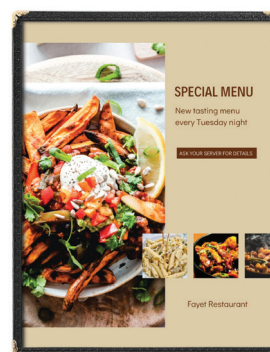 SPECIAL MENU
New tasting menu
every Tuesday night
ASK YOUR SERVER FOR DETAILS
Fayet Restaurant